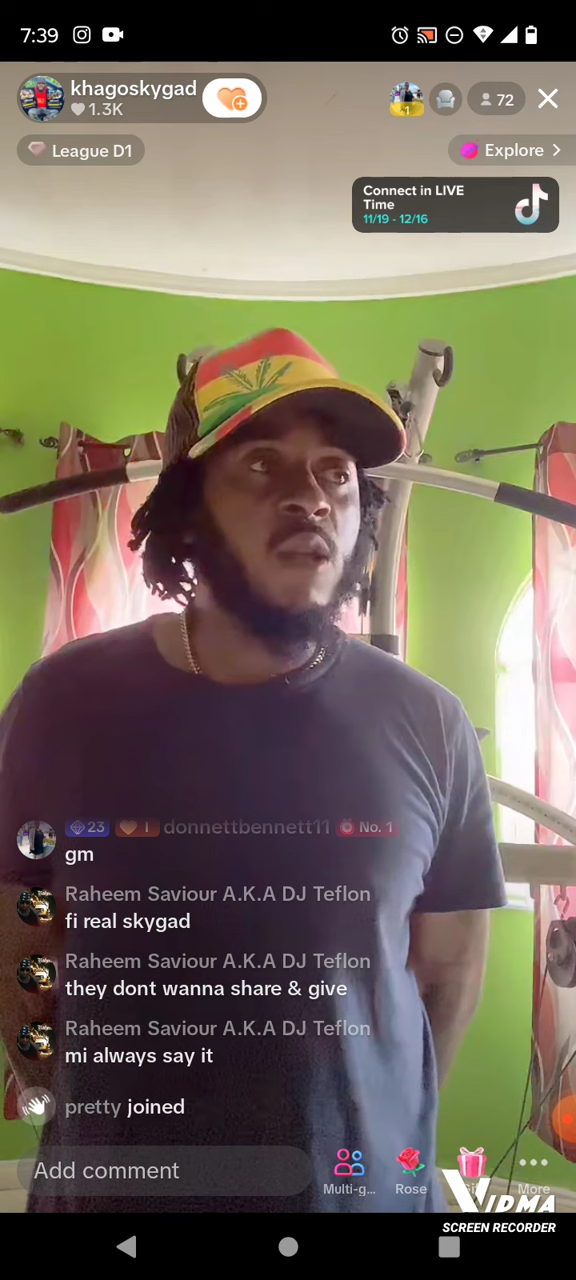 7:39
khagoskygad
1.3K
1
72
League D1
Explore
Connect in LIVE
Time
11/19 - 12/16
23 I donnettbennett11 No. 1
gm
Raheem Saviour A.K.A DJ Teflon
fi real skygad
Raheem Saviour A.K.A DJ Teflon
they dont wanna share & give
Raheem Saviour A.K.A DJ Teflon
mi always say it
pretty joined
Add comment
Multi-g...
Rose
More
VIDMA
SCREEN RECORDER